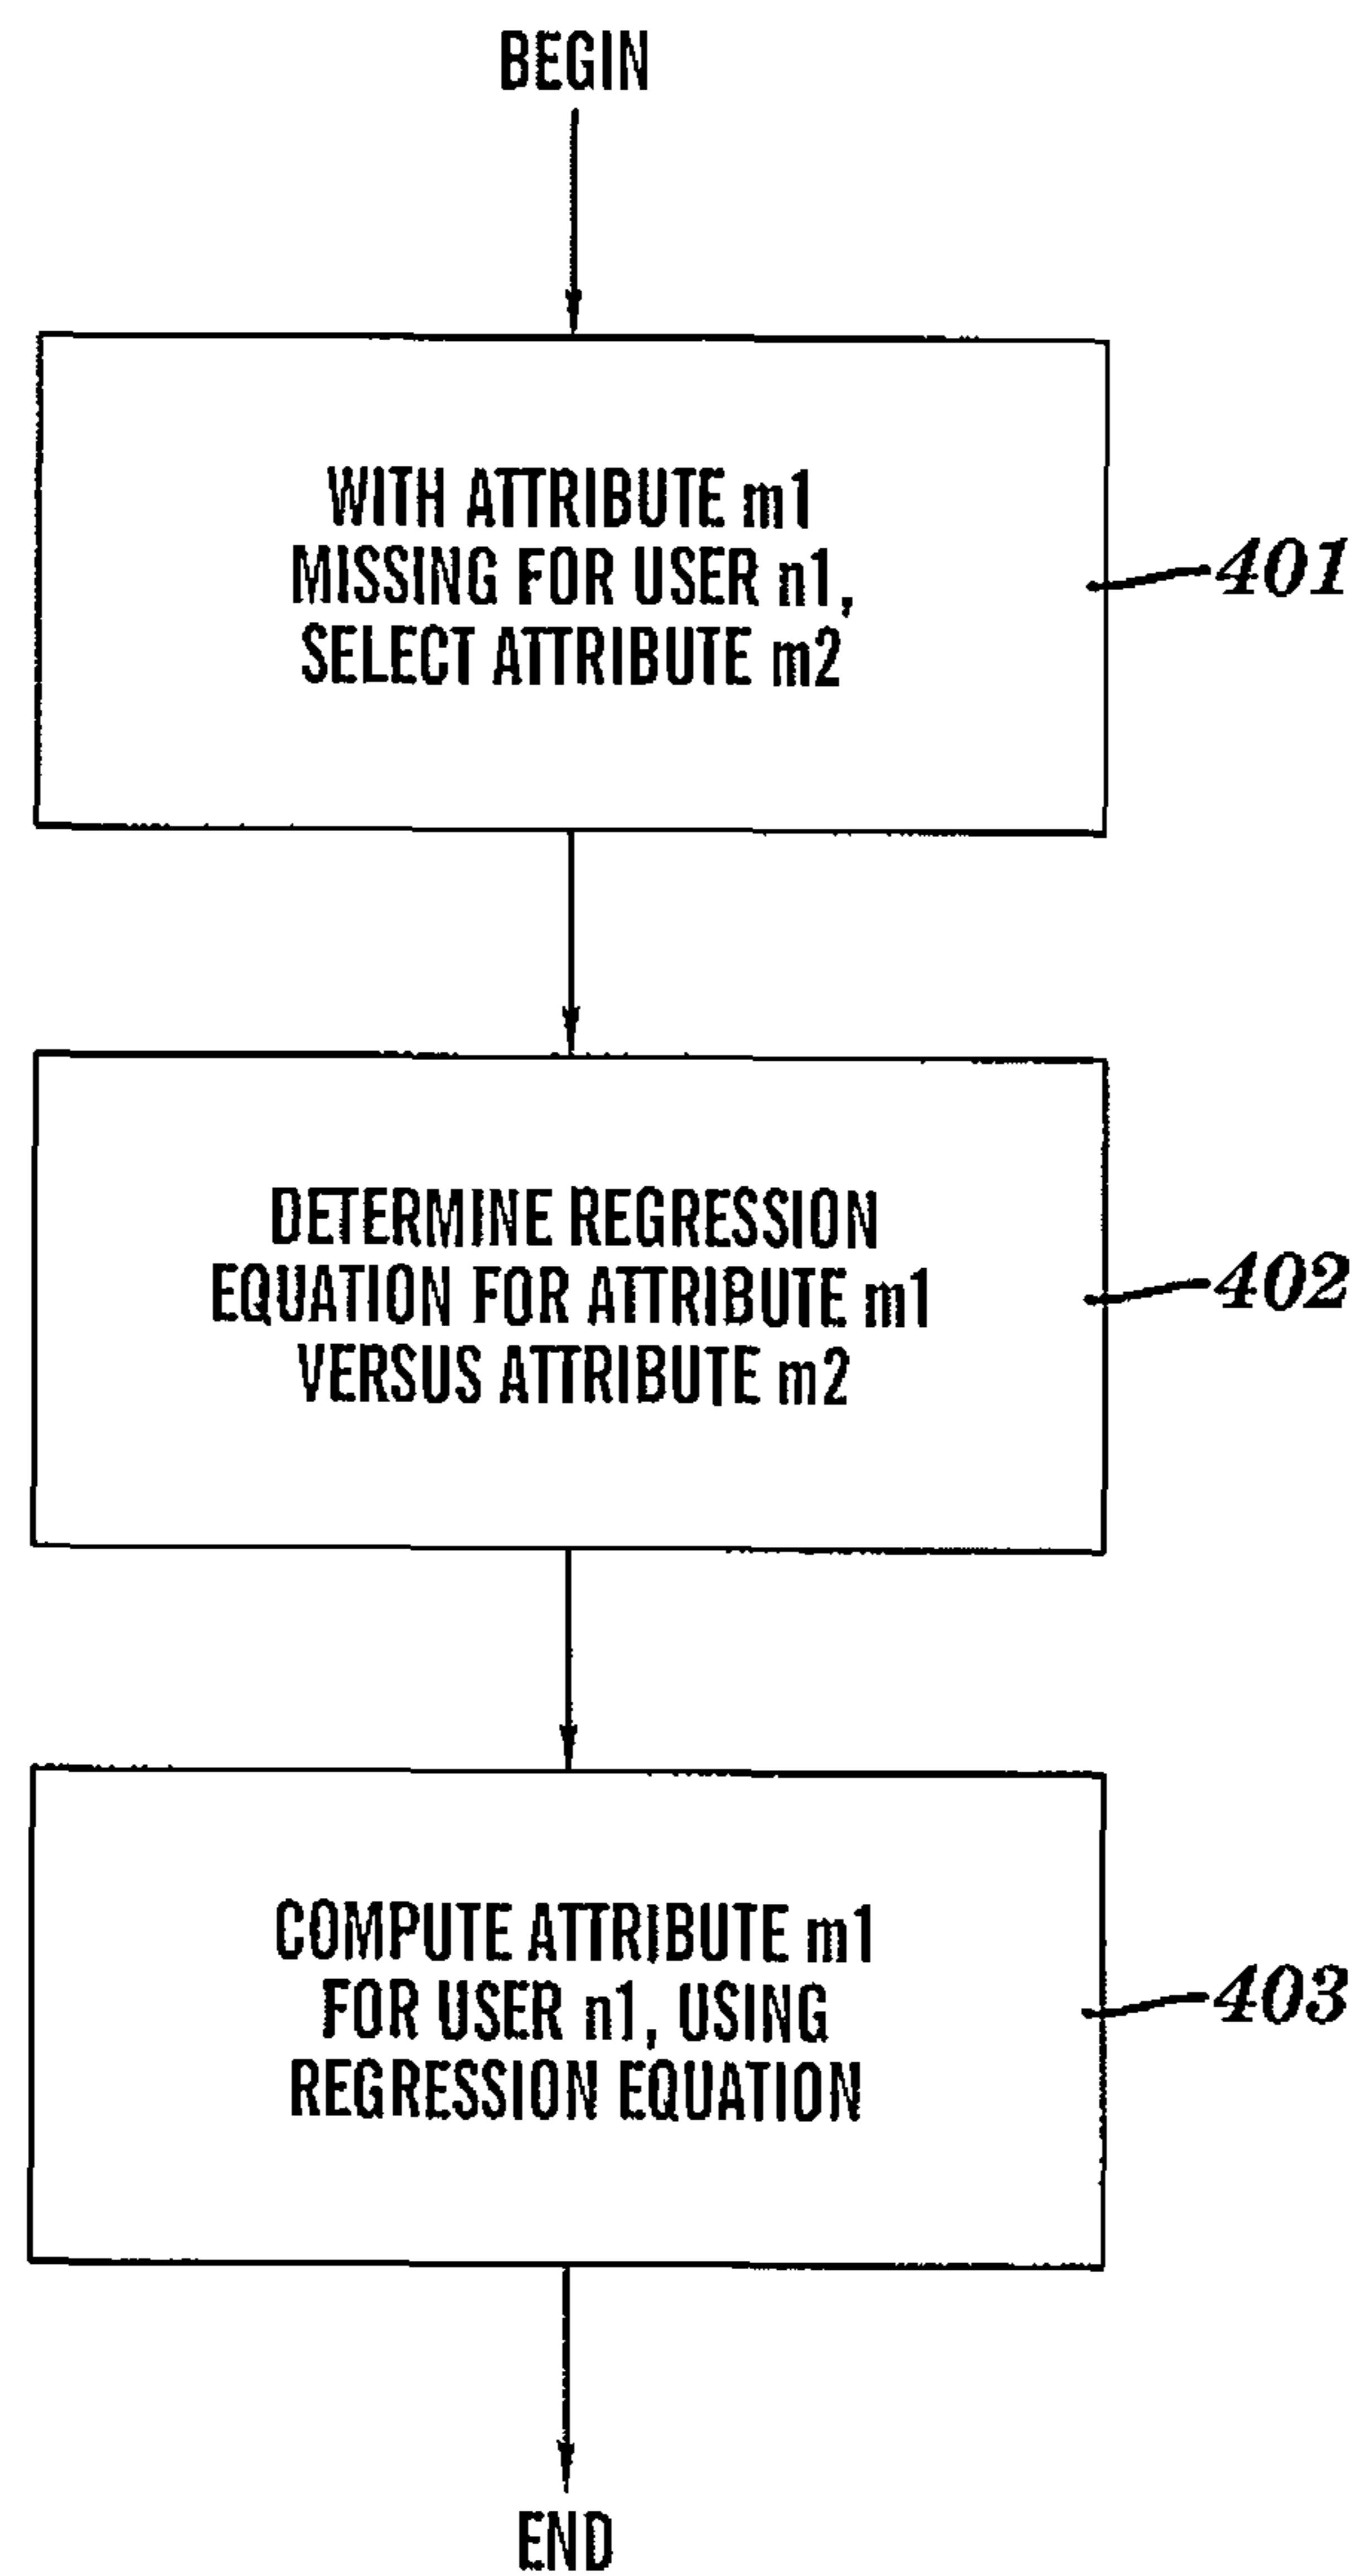 BEGIN
WITH ATTRIBUTE m1
MISSING FOR USER n1,
SELECT ATTRIBUTE m2
401
DETERMINE REGRESSION
EQUATION FOR ATTRIBUTE m1
VERSUS ATTRIBUTE m2
402
COMPUTE ATTRIBUTE m1
FOR USER n1, USING
REGRESSION EQUATION
403
END